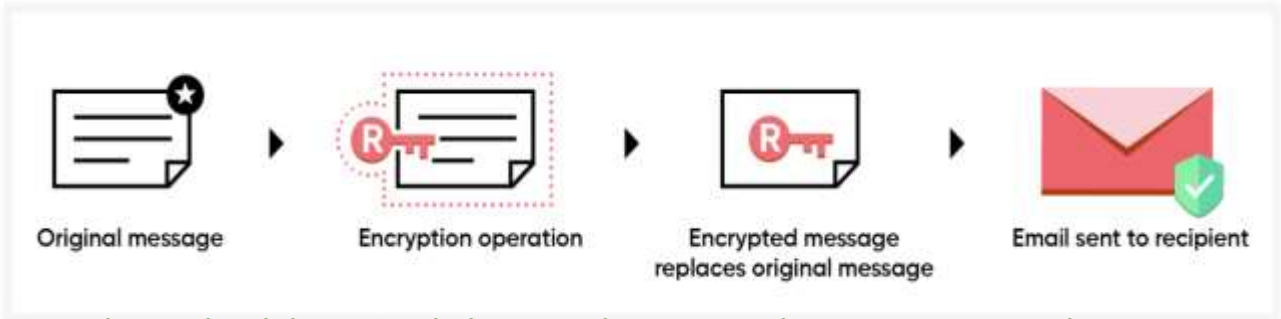 R
R
Original message
Encryption operation
Encrypted message
replaces original message
Email sent to recipient